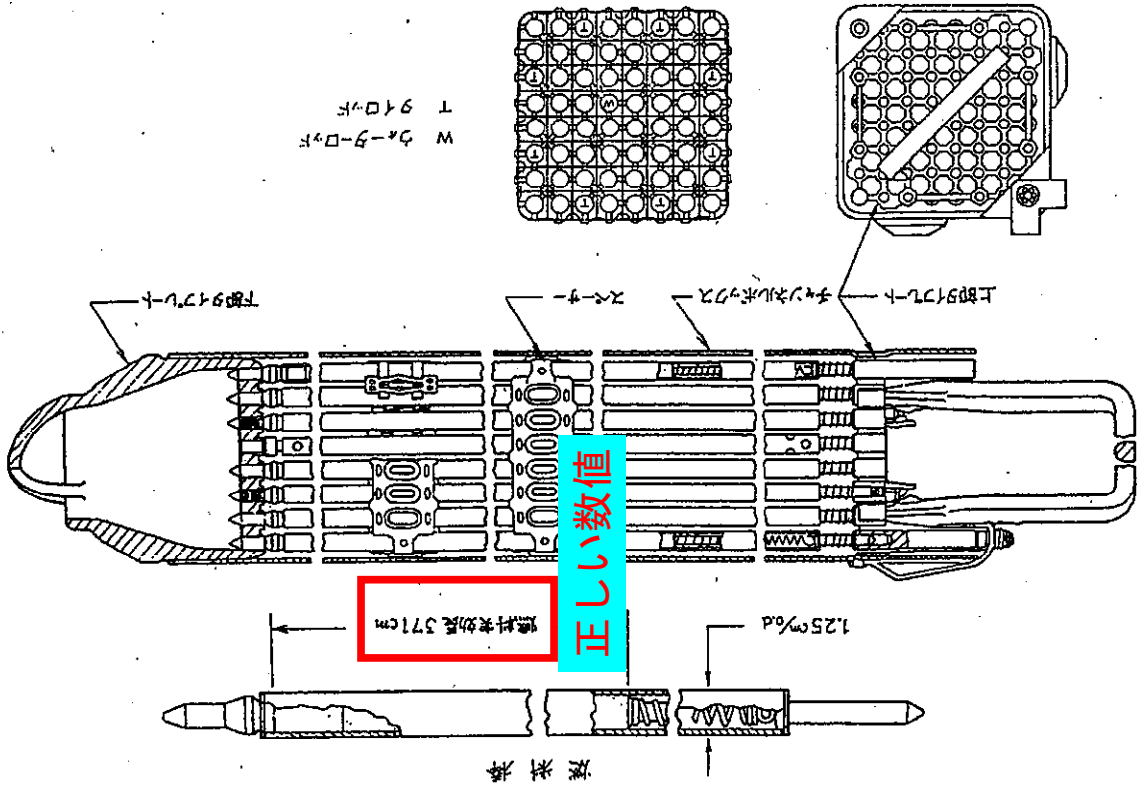 T タイロッド
W ウォーターロッド
T
T
T
T
W
T
T
T
T
下部タイプレート
スペーサー
チャンネルボックス
上部タイプレート
燃料有効長 371cm
正しい数値
1.25cm/o.d
燃料棒